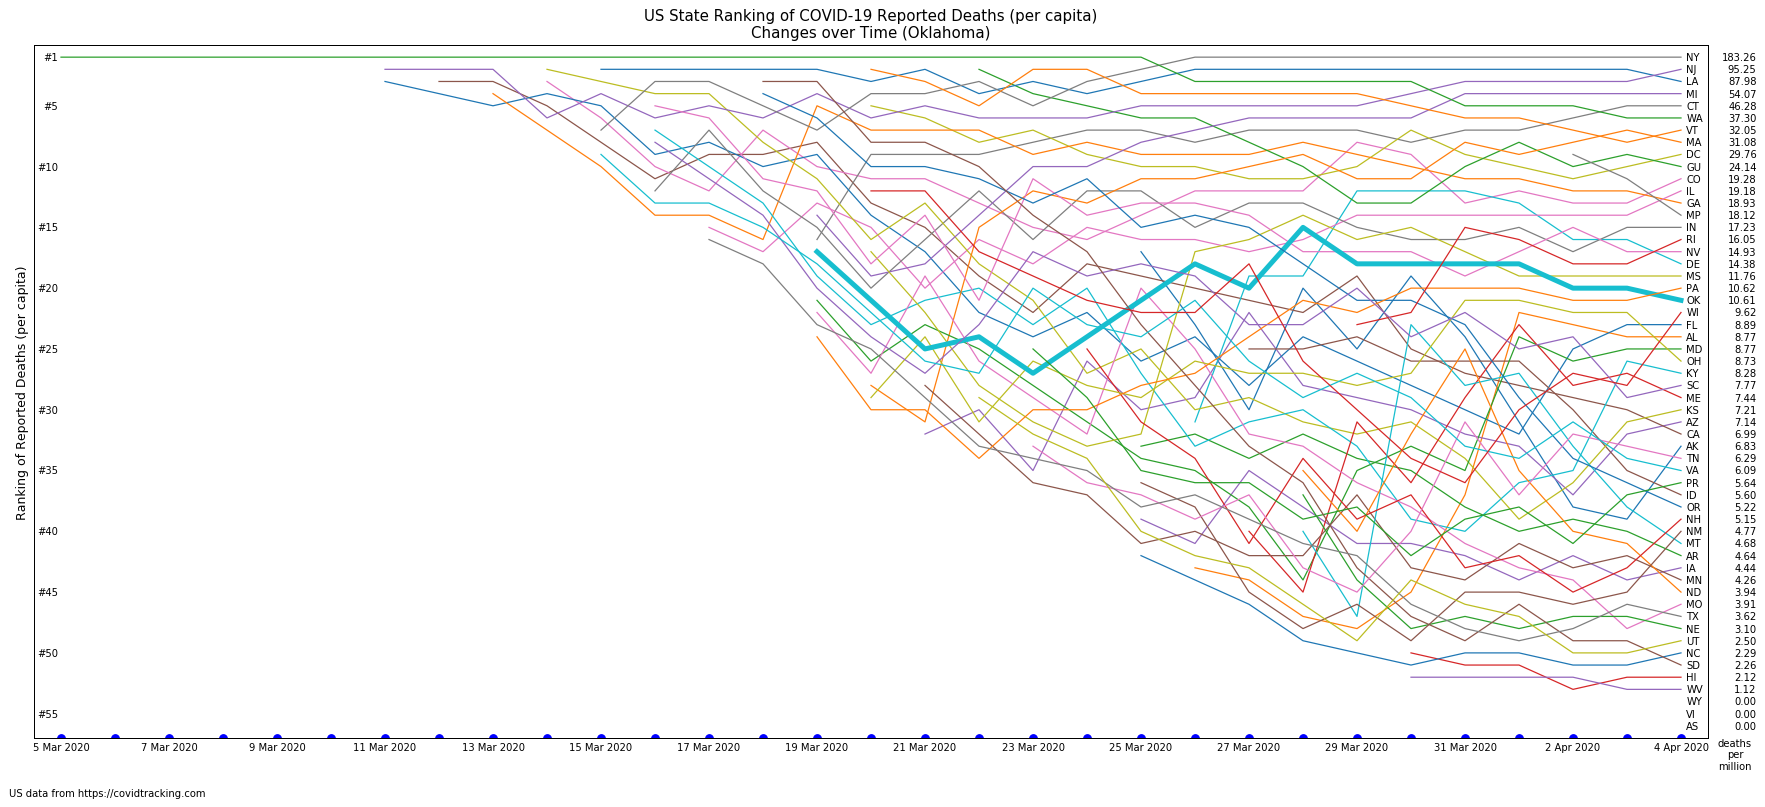 US State Ranking of COVID-19 Reported Deaths (per capita)
Changes over Time (Oklahoma)
Ranking of Reported Deaths (per capita)
#1
#5
#10
#15
#20
#25
#30
#35
#40
#45
#50
#55
NY 183.26
NJ 95.25
LA 87.98
MI 54.07
CT 46.28
WA 37.30
VT 32.05
MA 31.08
DC 29.76
GU 24.14
CO 19.28
IL 19.18
GA 18.93
MP 18.12
IN 17.23
RI 16.05
NV 14.93
DE 14.38
MS 11.76
PA 10.62
OK 10.61
WI 9.62
FL 8.89
AL 8.77
MD 8.77
OH 8.73
KY 8.28
SC 7.77
ME 7.44
KS 7.21
AZ 7.14
CA 6.99
AK 6.83
TN 6.29
VA 6.09
PR 5.64
ID 5.60
OR 5.22
NH 5.15
NM 4.77
MT 4.68
AR 4.64
IA 4.44
MN 4.26
ND 3.94
MO 3.91
TX 3.62
NE 3.10
UT 2.50
NC 2.29
SD 2.26
HI 2.12
WV 1.12
WY 0.00
VI 0.00
AS 0.00
5 Mar 2020 7 Mar 2020 9 Mar 2020 11 Mar 2020 13 Mar 2020 15 Mar 2020 17 Mar 2020 19 Mar 2020 21 Mar 2020 23 Mar 2020 25 Mar 2020 27 Mar 2020 29 Mar 2020 31 Mar 2020 2 Apr 2020 4 Apr 2020
deaths
per
million
US data from https://covidtracking.com